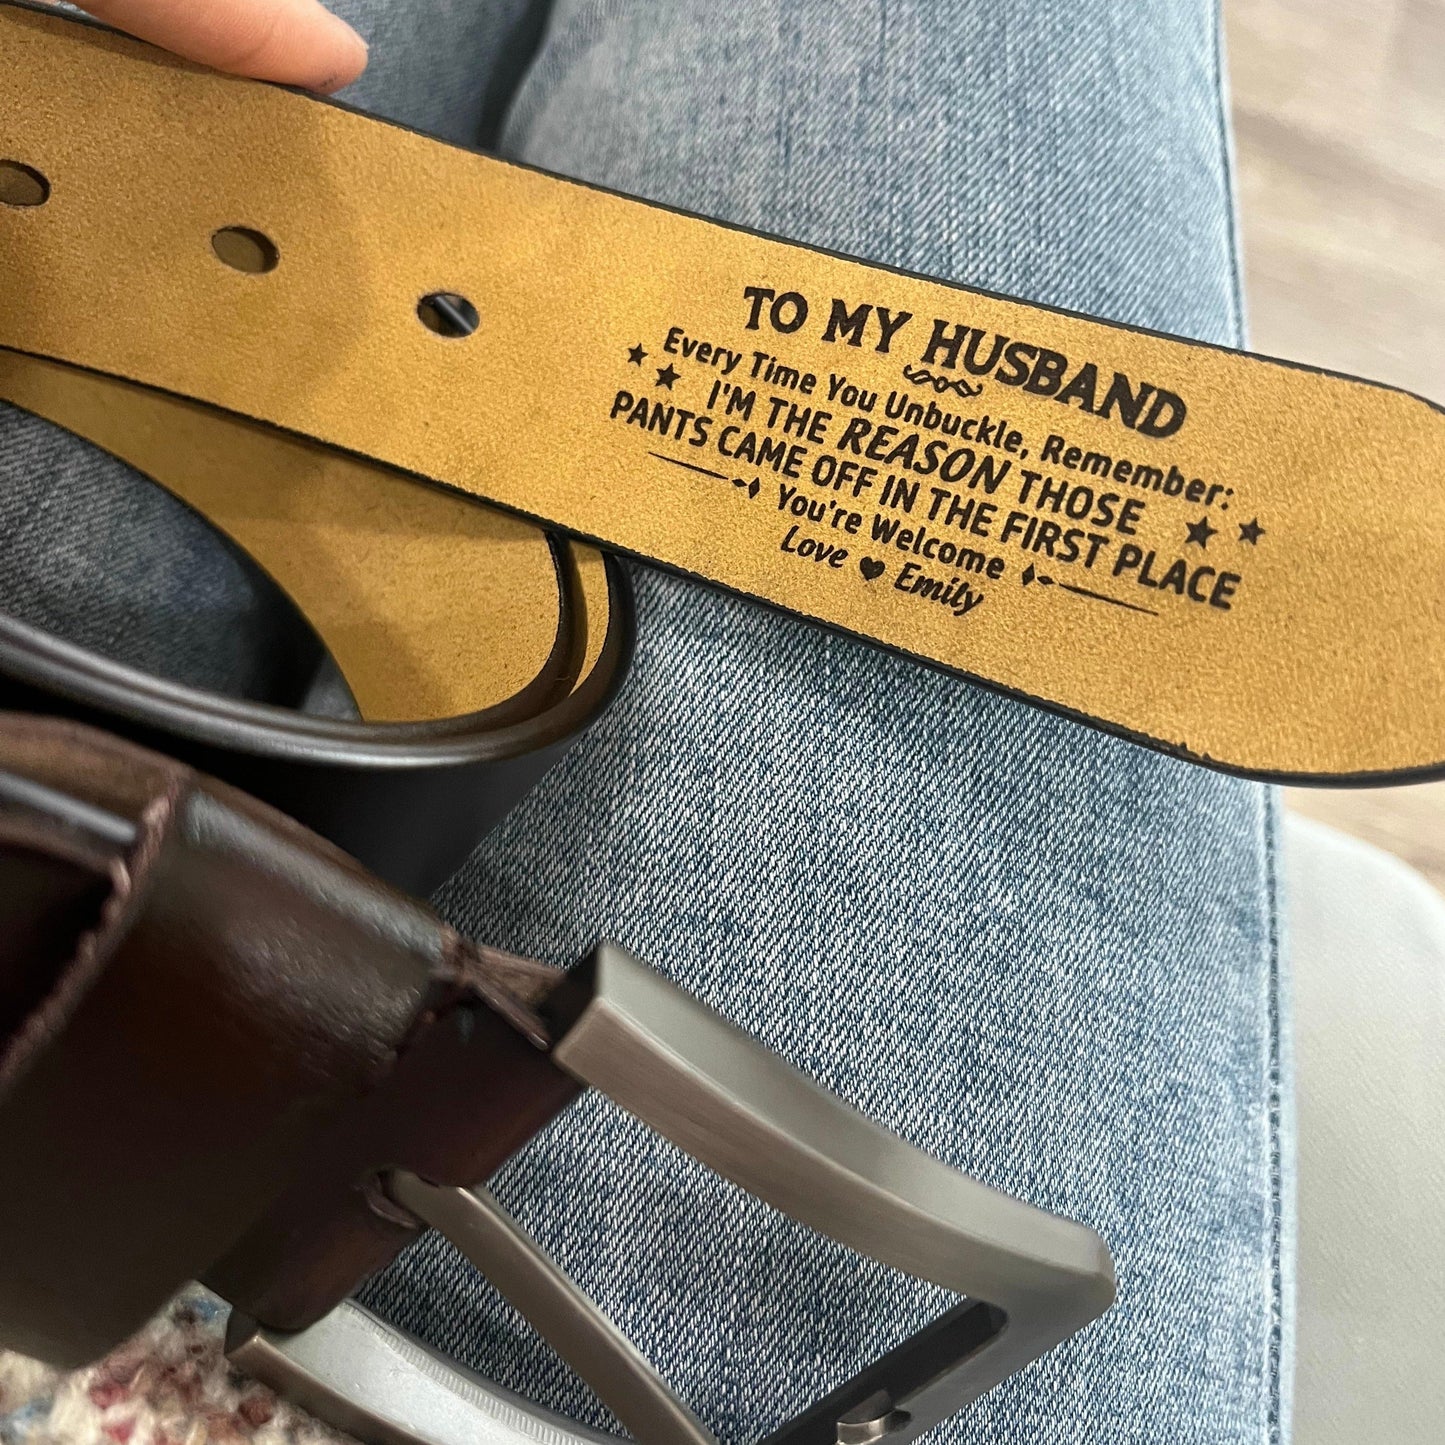 TO MY HUSBAND
Every Time You Unbuckle, Remember:
I'M THE REASON THOSE
PANTS CAME OFF IN THE FIRST PLACE
You're Welcome
Love ♥ Emily